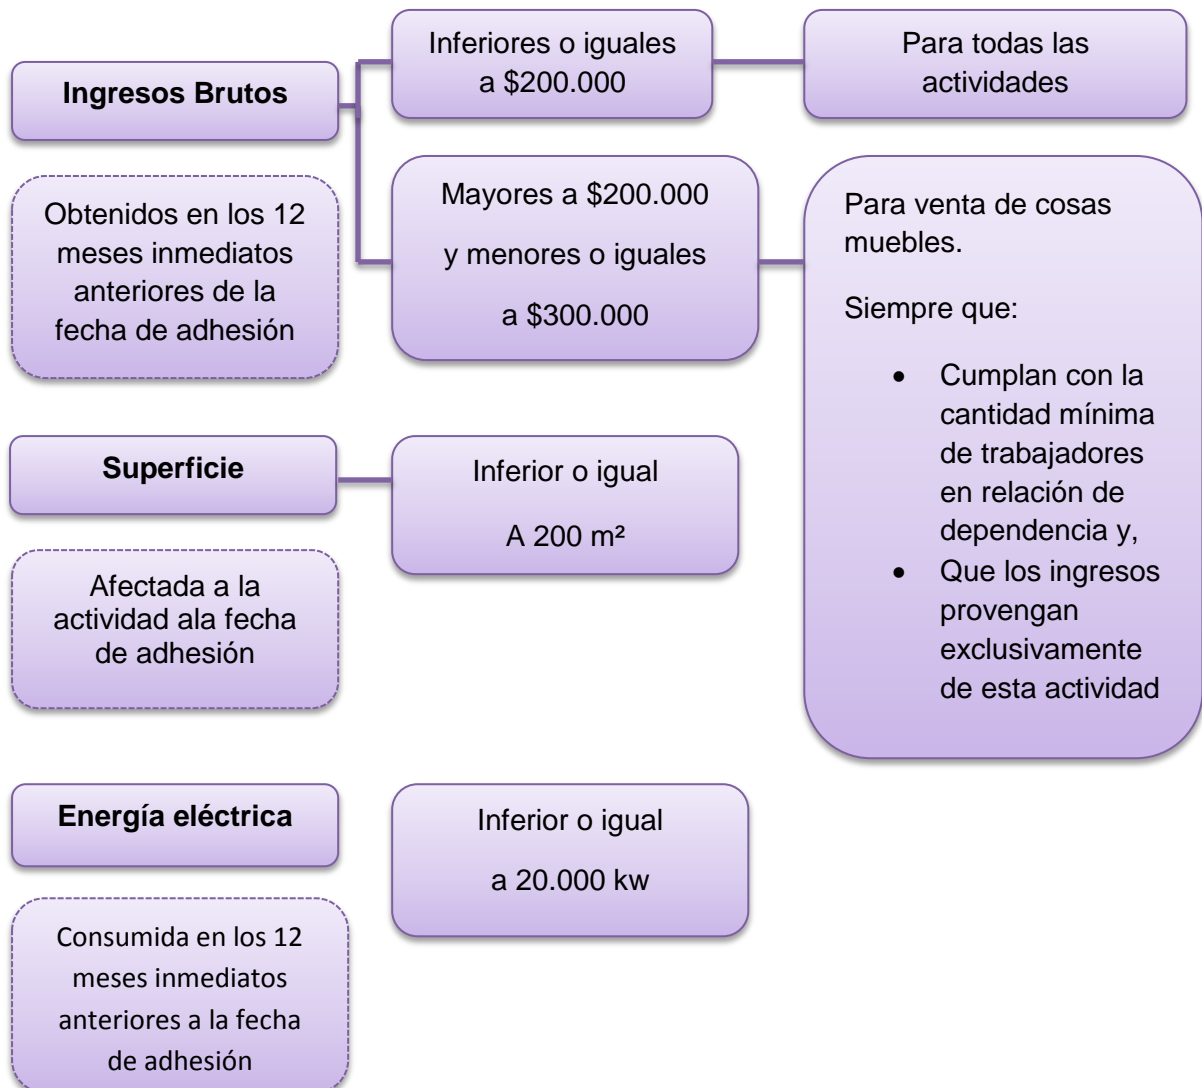 Ingresos Brutos
Inferiores o iguales
a $200.000
Para todas las
actividades
Obtenidos en los 12
meses inmediatos
anteriores de la
fecha de adhesión
Mayores a $200.000
y menores o iguales
a $300.000
Para venta de cosas
muebles.
Siempre que:
• Cumplan con la
cantidad mínima
de trabajadores
en relación de
dependencia y,
• Que los ingresos
provengan
exclusivamente
de esta actividad
Superficie
Inferior o igual
A 200 m²
Afectada a la
actividad ala fecha
de adhesión
Energía eléctrica
Inferior o igual
a 20.000 kw
Consumida en los 12
meses inmediatos
anteriores a la fecha
de adhesión